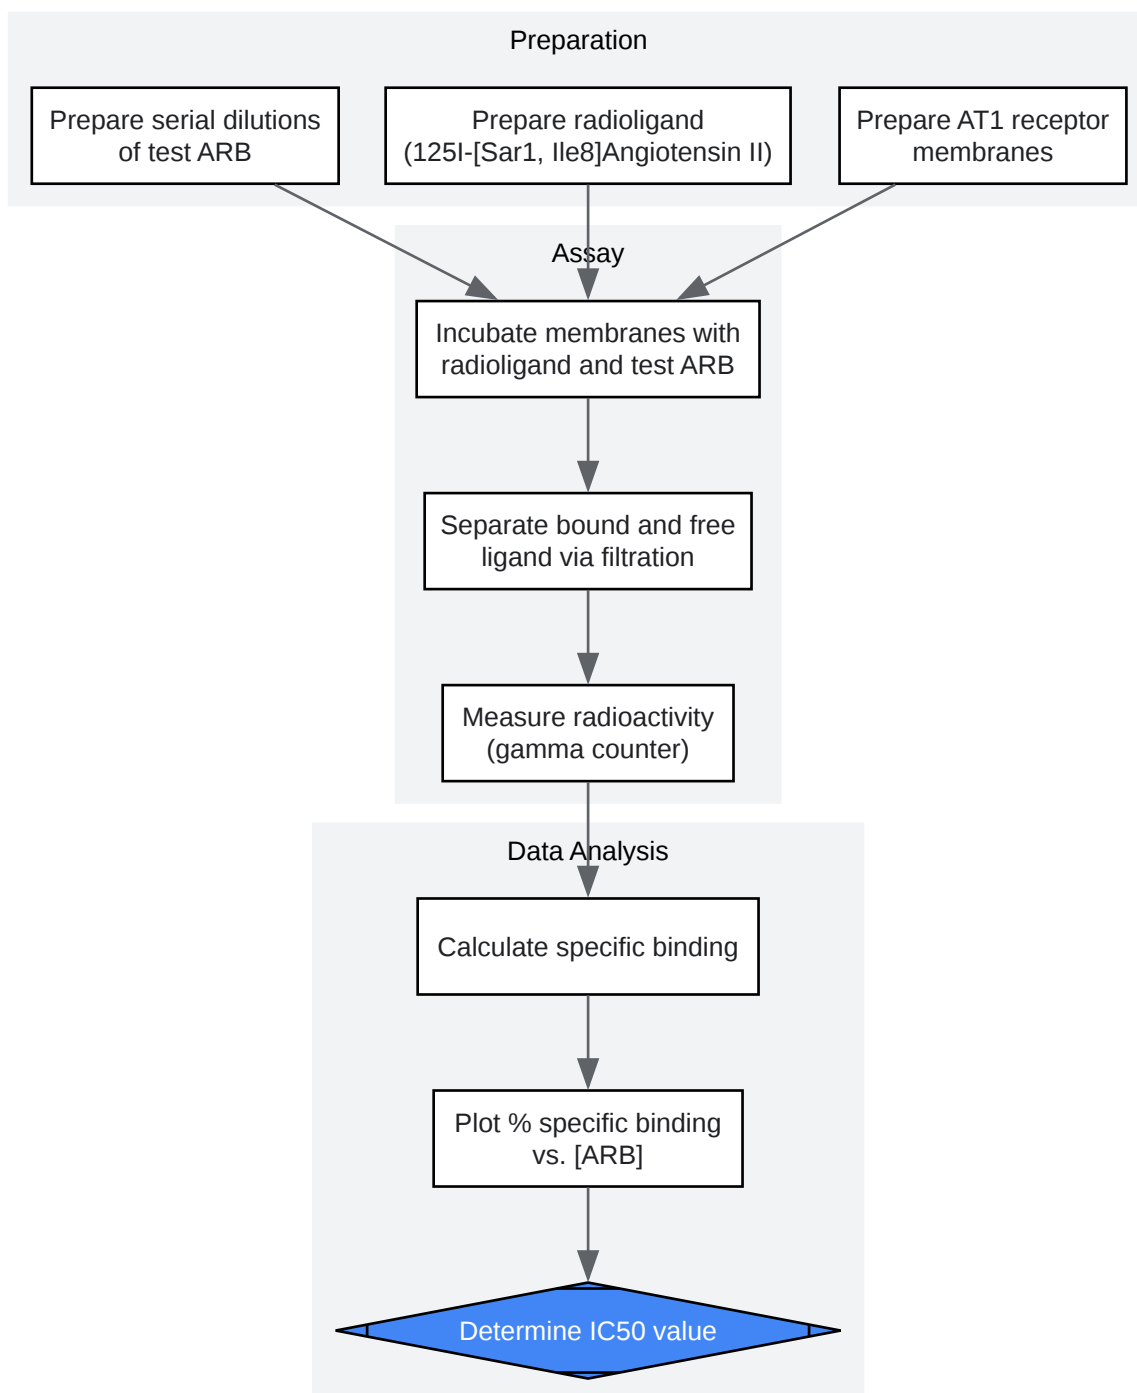 Preparation
Prepare serial dilutions
of test ARB
Prepare radioligand
(125I-[Sar1, Ile8]Angiotensin II)
Prepare AT1 receptor
membranes
Assay
Incubate membranes with
radioligand and test ARB
Separate bound and free
ligand via filtration
Measure radioactivity
(gamma counter)
Data Analysis
Calculate specific binding
Plot % specific binding
vs. [ARB]
Determine IC50 value